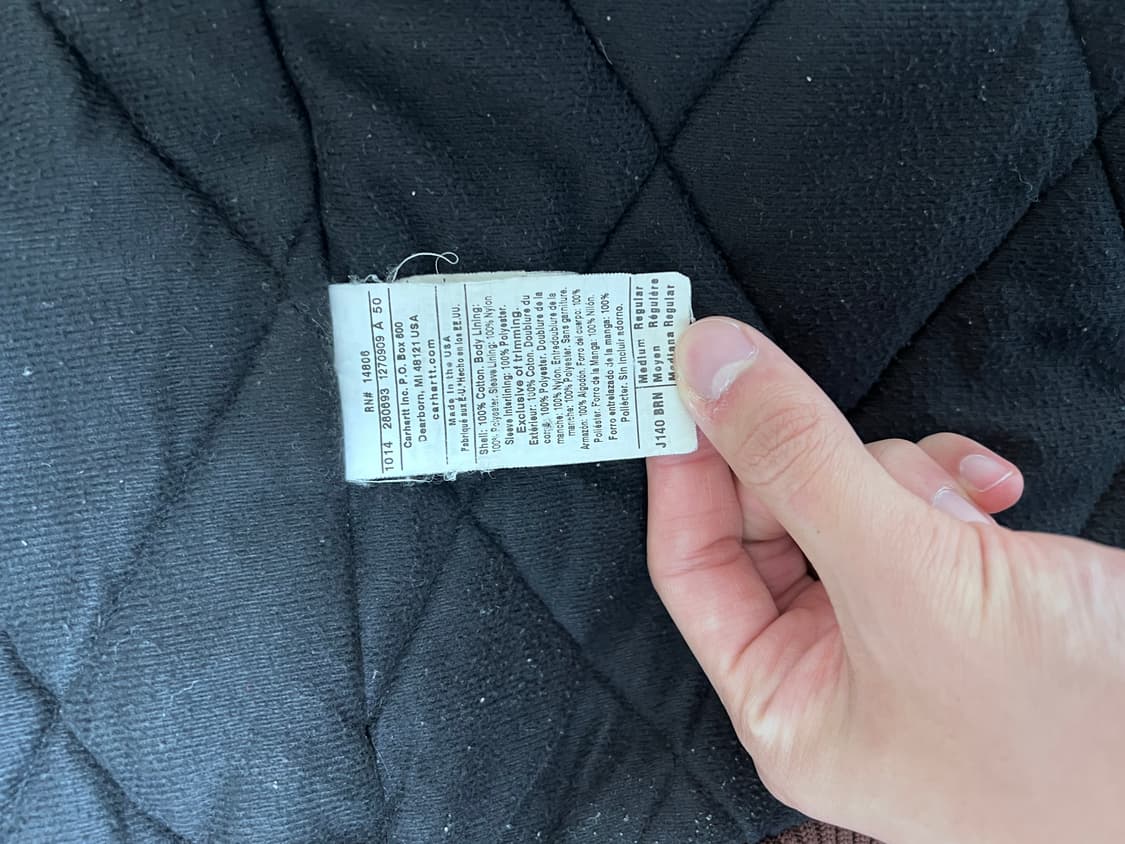 J140 BRN Medium Regular
Moyen Régulére
Mediana Regular
Shell: 100% Cotton. Body Lining:
100% Polyester. Sleeve Lining: 100% Nylon.
Sleeve Interlining: 100% Polyester.
Exclusive of trimming.
Extérieur: 100% Coton. Doublure du
100% Polyester. Doublure de la
manche: 100% Nylon. Entredoublure de la
manche: 100% Polyester. Sans garniture.
Armazón: 100% Algodón. Forro del cuerpo: 100%
Poliéster. Forro de la Manga: 100% Nilón.
Forro entrelazado de la manga: 100%
Poliérter. Sin incluir adorno.
Made in the USA
Fabriqué aux É-U. Hecho en los EE.UU.
Carhartt Inc. P.O. Box 600
Dearborn, MI 48121 USA
carhartt.com
1014 280693 1270909 A 50
RN# 14806